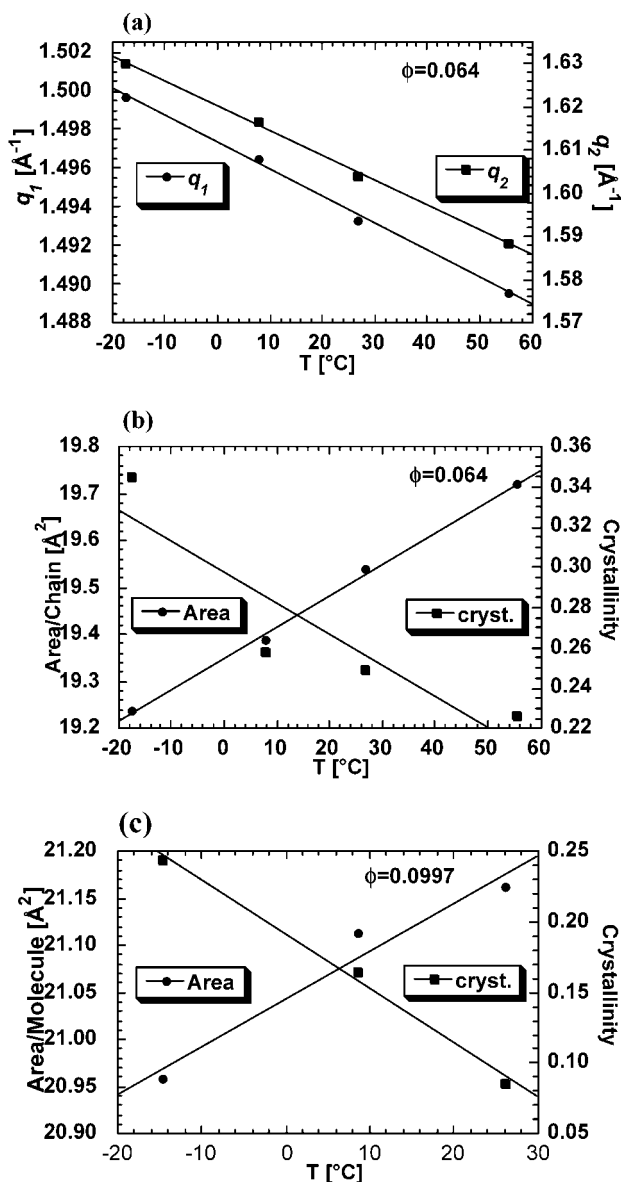 (a)
1.502
1.500
1.498
1.496
1.494
1.492
1.490
1.488
q1 [Å-1]
ϕ=0.064
q1
q2
1.63
1.62
1.61
1.60
1.59
1.58
1.57
q2 [Å-1]
-20 -10 0 10 20 30 40 50 60
T [°C]
(b)
19.8
19.7
19.6
19.5
19.4
19.3
19.2
Area/Chain [Å2]
ϕ=0.064
Area
cryst.
0.36
0.34
0.32
0.30
0.28
0.26
0.24
0.22
Crystallinity
-20 -10 0 10 20 30 40 50 60
T [°C]
(c)
21.20
21.15
21.10
21.05
21.00
20.95
20.90
Area/Molecule [Å2]
ϕ=0.0997
Area
cryst.
0.25
0.20
0.15
0.10
0.05
Crystallinity
-20 -10 0 10 20 30
T [°C]